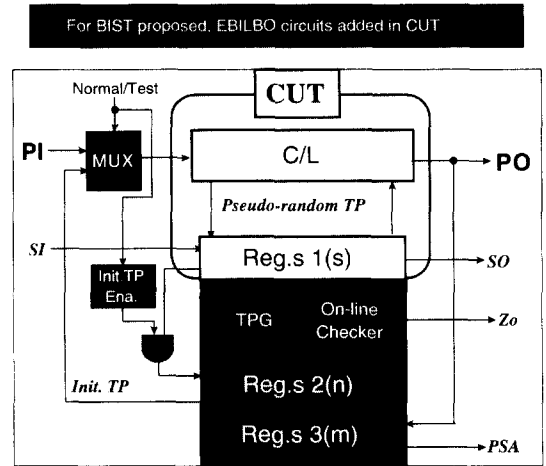 For BIST proposed, EBILBO circuits added in CUT
Normal/Test
CUT
PI
MUX
C/L
PO
Pseudo-random TP
SI
Reg.s 1(s)
SO
Init.TP
Ena.
TPG
On-line
Checker
Zo
Init. TP
Reg.s 2(n)
Reg.s 3(m)
PSA